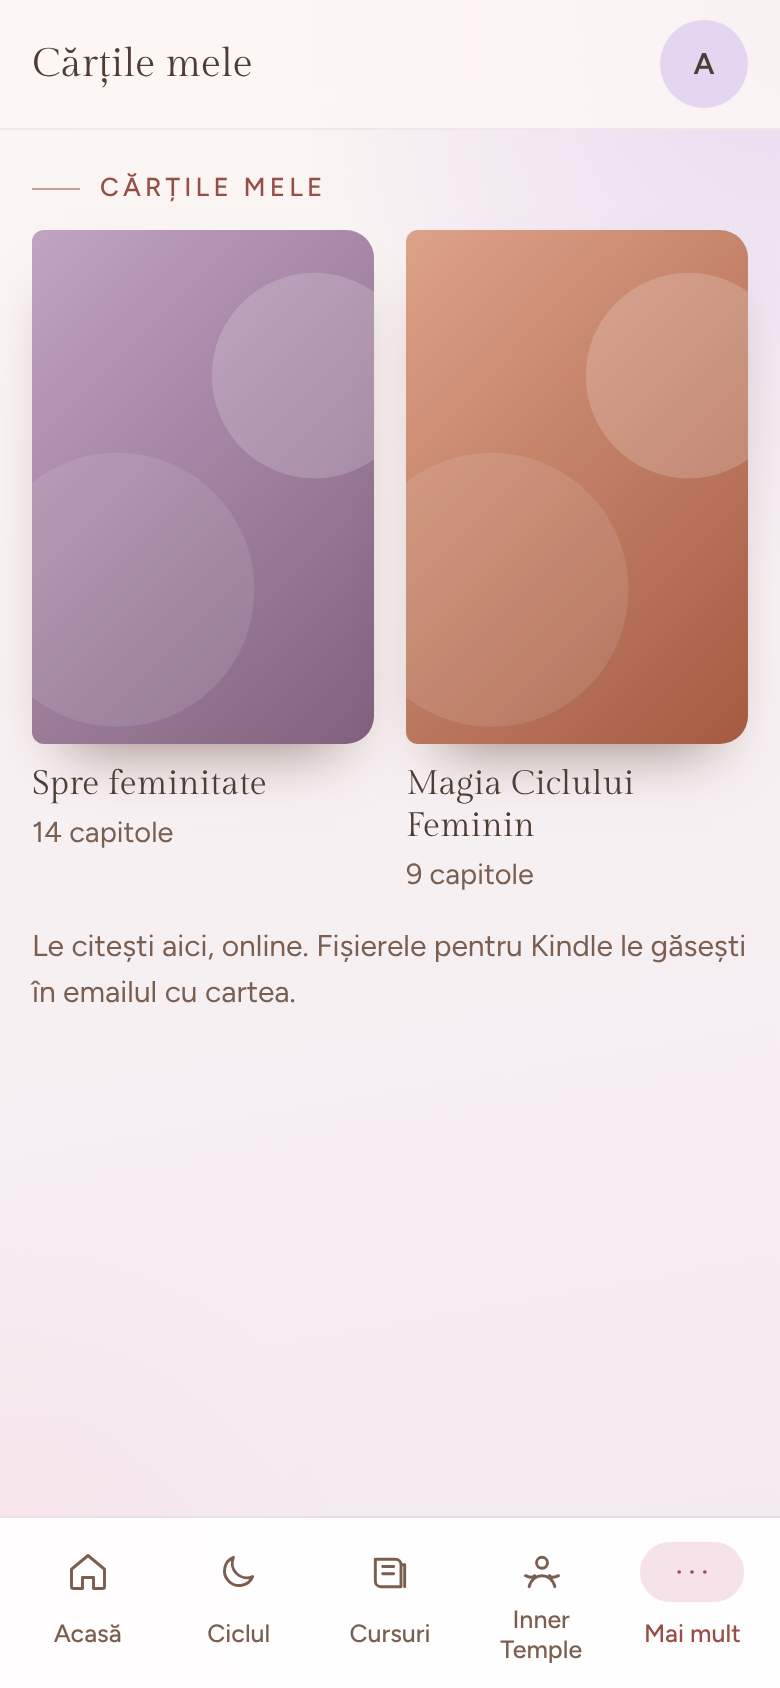 Cărțile mele
A
CĂRȚILE MELE
Spre feminitate
14 capitole
Magia Ciclului
Feminin
9 capitole
Le citești aici, online. Fișierele pentru Kindle le găsești
în emailul cu cartea.
Acasă
Ciclul
Cursuri
Inner
Temple
Mai mult